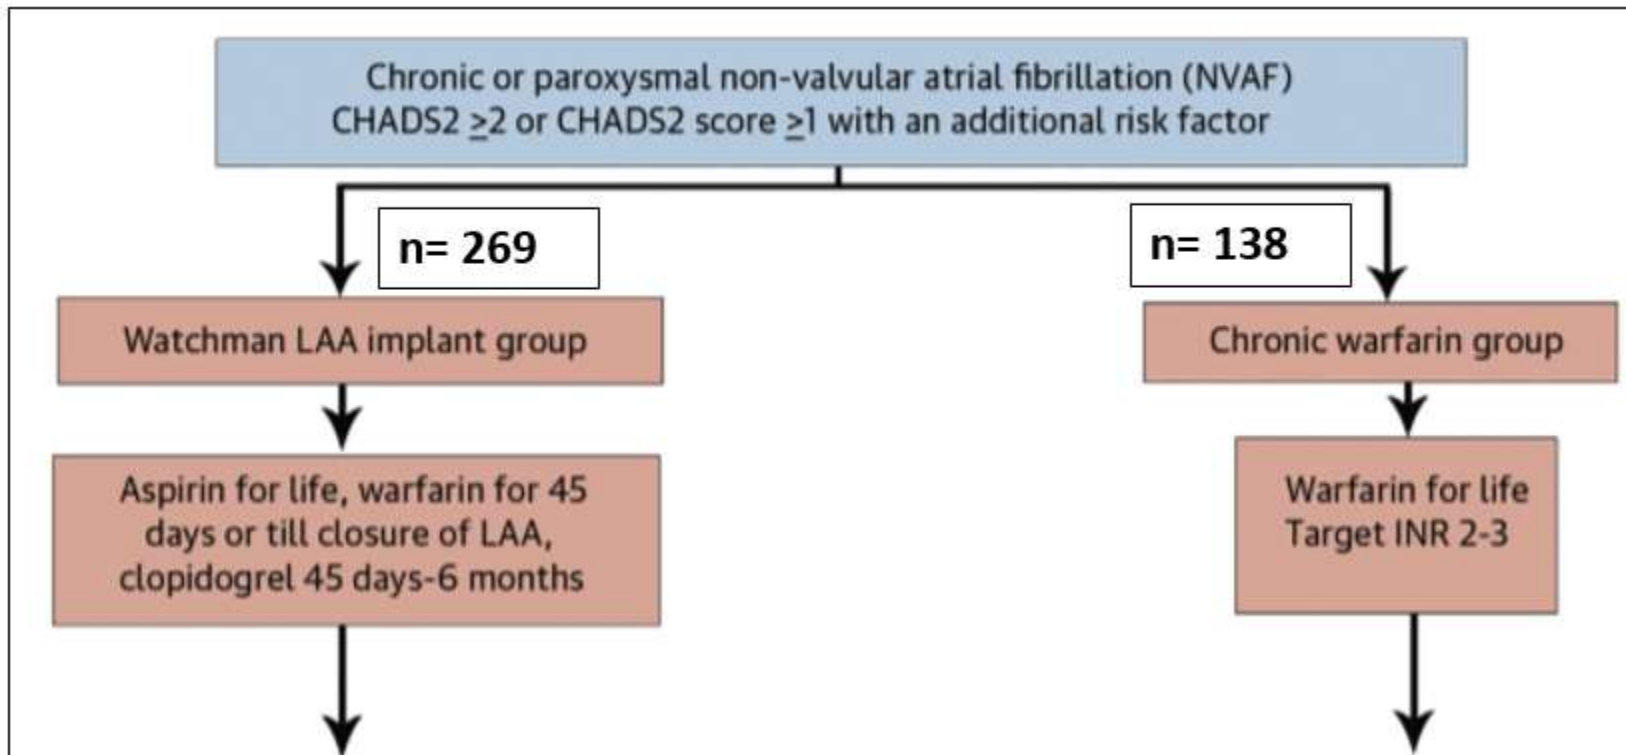 Chronic or paroxysmal non-valvular atrial fibrillation (NVAF)
CHADS2 ≥2 or CHADS2 score ≥1 with an additional risk factor
n= 269
n= 138
Watchman LAA implant group
Chronic warfarin group
Aspirin for life, warfarin for 45
days or till closure of LAA,
clopidogrel 45 days-6 months
Warfarin for life
Target INR 2-3